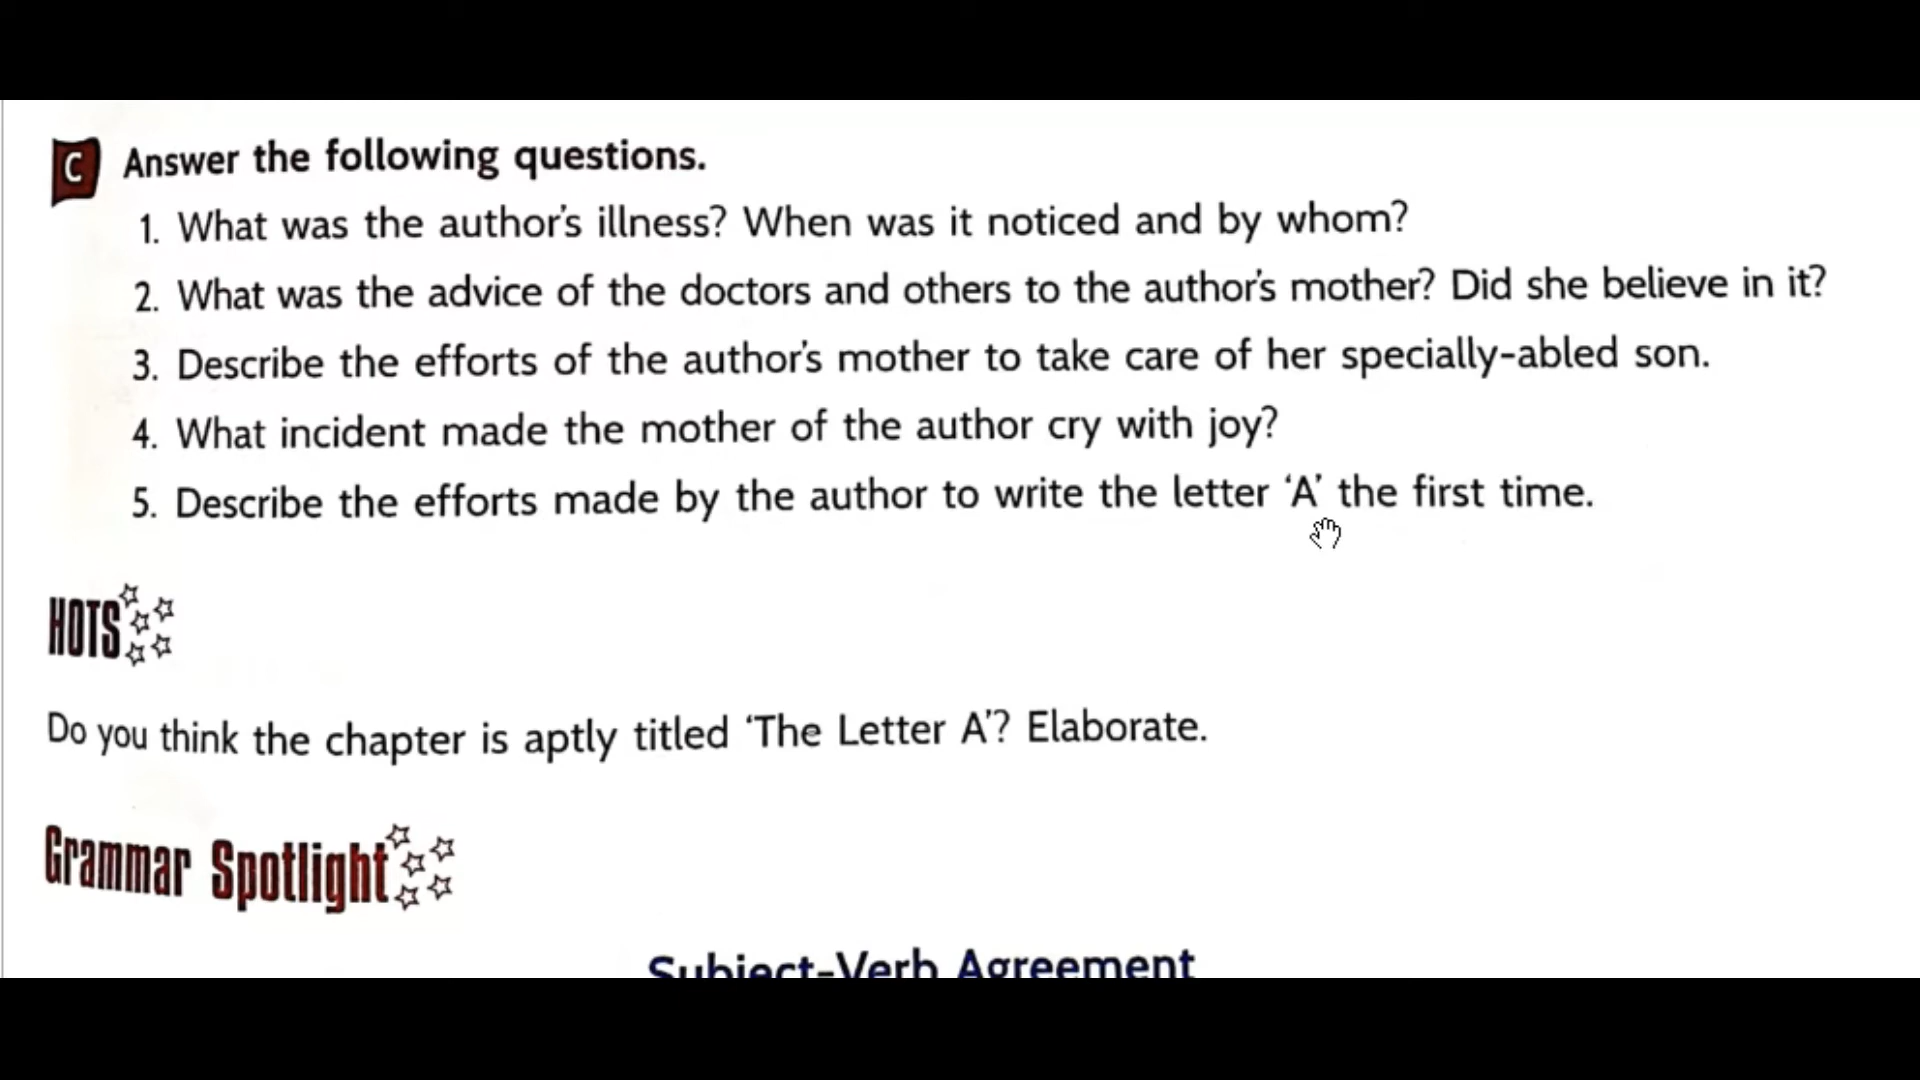 C Answer the following questions.
1. What was the author's illness? When was it noticed and by whom?
2. What was the advice of the doctors and others to the author's mother? Did she believe in it?
3. Describe the efforts of the author's mother to take care of her specially-abled son.
4. What incident made the mother of the author cry with joy?
5. Describe the efforts made by the author to write the letter ‘A’ the first time.
HOTS
Do you think the chapter is aptly titled ‘The Letter A’? Elaborate.
Grammar Spotlight
Subject-Verb Agreement